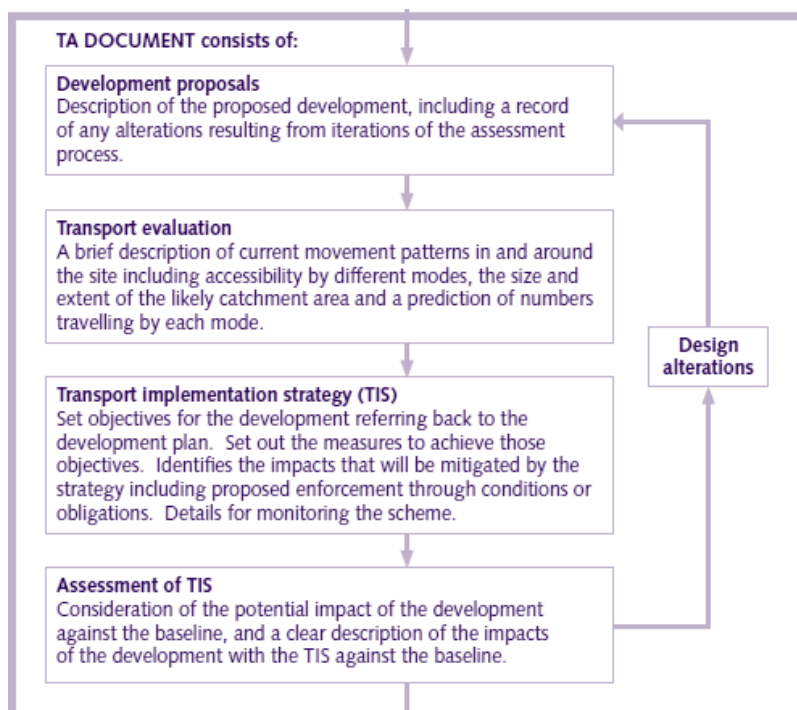 TA DOCUMENT consists of:
Development proposals
Description of the proposed development, including a record
of any alterations resulting from iterations of the assessment
process.
Transport evaluation
A brief description of current movement patterns in and around
the site including accessibility by different modes, the size and
extent of the likely catchment area and a prediction of numbers
travelling by each mode.
Design
alterations
Transport implementation strategy (TIS)
Set objectives for the development referring back to the
development plan. Set out the measures to achieve those
objectives. Identifies the impacts that will be mitigated by the
strategy including proposed enforcement through conditions or
obligations. Details for monitoring the scheme.
Assessment of TIS
Consideration of the potential impact of the development
against the baseline, and a clear description of the impacts
of the development with the TIS against the baseline.